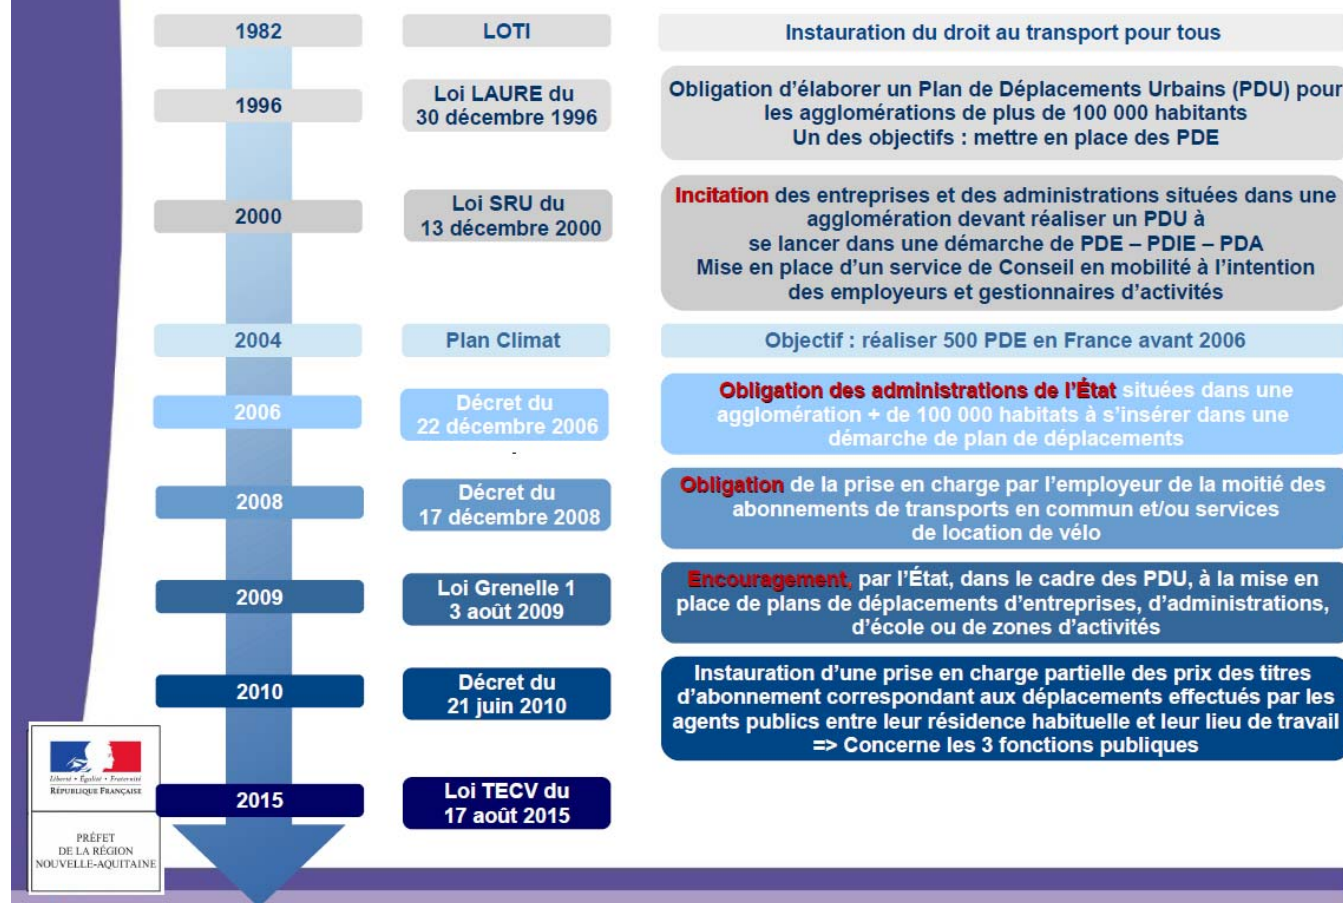 1982
LOTI
Instauration du droit au transport pour tous
1996
Loi LAURE du
30 décembre 1996
Obligation d’élaborer un Plan de Déplacements Urbains (PDU) pour
les agglomérations de plus de 100 000 habitants
Un des objectifs : mettre en place des PDE
2000
Loi SRU du
13 décembre 2000
Incitation des entreprises et des administrations situées dans une
agglomération devant réaliser un PDU à
se lancer dans une démarche de PDE – PDIE – PDA
Mise en place d’un service de Conseil en mobilité à l’intention
des employeurs et gestionnaires d’activités
2004
Plan Climat
Objectif : réaliser 500 PDE en France avant 2006
2006
Décret du
22 décembre 2006
Obligation des administrations de l’État situées dans une
agglomération + de 100 000 habitats à s’insérer dans une
démarche de plan de déplacements
2008
Décret du
17 décembre 2008
Obligation de la prise en charge par l’employeur de la moitié des
abonnements de transports en commun et/ou services
de location de vélo
2009
Loi Grenelle 1
3 août 2009
Encouragement, par l’État, dans le cadre des PDU, à la mise en
place de plans de déplacements d’entreprises, d’administrations,
d’école ou de zones d’activités
2010
Décret du
21 juin 2010
Instauration d’une prise en charge partielle des prix des titres
d’abonnement correspondant aux déplacements effectués par les
agents publics entre leur résidence habituelle et leur lieu de travail
=> Concerne les 3 fonctions publiques
2015
Loi TECV du
17 août 2015
Liberté • Égalité • Fraternité
RÉPUBLIQUE FRANÇAISE
PRÉFET
DE LA RÉGION
NOUVELLE-AQUITAINE